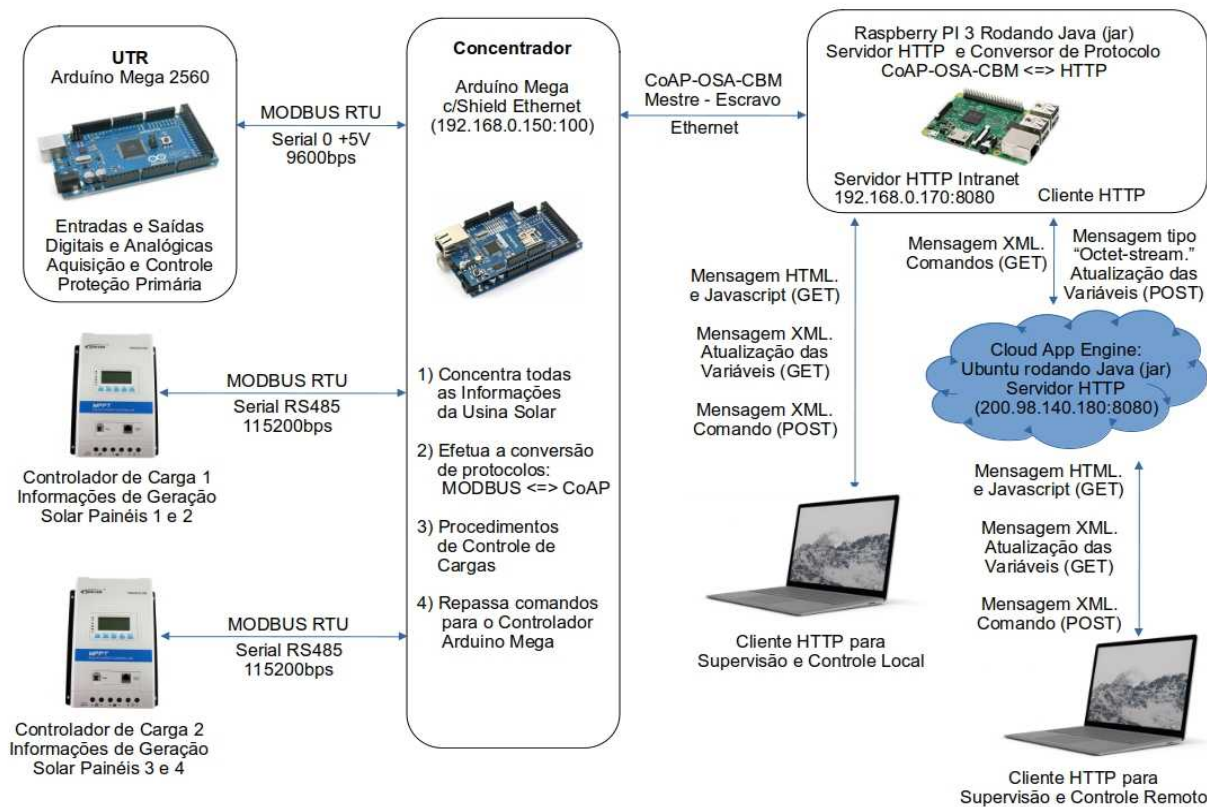 UTR
Arduíno Mega 2560
Entradas e Saídas
Digitais e Analógicas
Aquisição e Controle
Proteção Primária
MODBUS RTU
Serial 0 +5V
9600bps
Concentrador
Arduíno Mega
c/Shield Ethernet
(192.168.0.150:100)
1) Concentra todas
as Informações
da Usina Solar
2) Efetua a conversão
de protocolos:
MODBUS <=> CoAP
3) Procedimentos
de Controle de
Cargas
4) Repassa comandos
para o Controlador
Arduino Mega
CoAP-OSA-CBM
Mestre - Escravo
Ethernet
Raspberry PI 3 Rodando Java (jar)
Servidor HTTP e Conversor de Protocolo
CoAP-OSA-CBM <=> HTTP
Servidor HTTP Intranet
192.168.0.170:8080
Cliente HTTP
MODBUS RTU
Serial RS485
115200bps
MPPT
Controlador de Carga 1
Informações de Geração
Solar Painéis 1 e 2
MODBUS RTU
Serial RS485
115200bps
MPPT
Controlador de Carga 2
Informações de Geração
Solar Painéis 3 e 4
Mensagem HTML.
e Javascript (GET)
Mensagem XML.
Atualização das
Variáveis (GET)
Mensagem XML.
Comando (POST)
Cliente HTTP para
Supervisão e Controle Local
Mensagem XML.
Comandos (GET)
Mensagem tipo
“Octet-stream.”
Atualização das
Variáveis (POST)
Cloud App Engine:
Ubuntu rodando Java (jar)
Servidor HTTP
(200.98.140.180:8080)
Mensagem HTML.
e Javascript (GET)
Mensagem XML.
Atualização das
Variáveis (GET)
Mensagem XML.
Comando (POST)
Cliente HTTP para
Supervisão e Controle Remoto